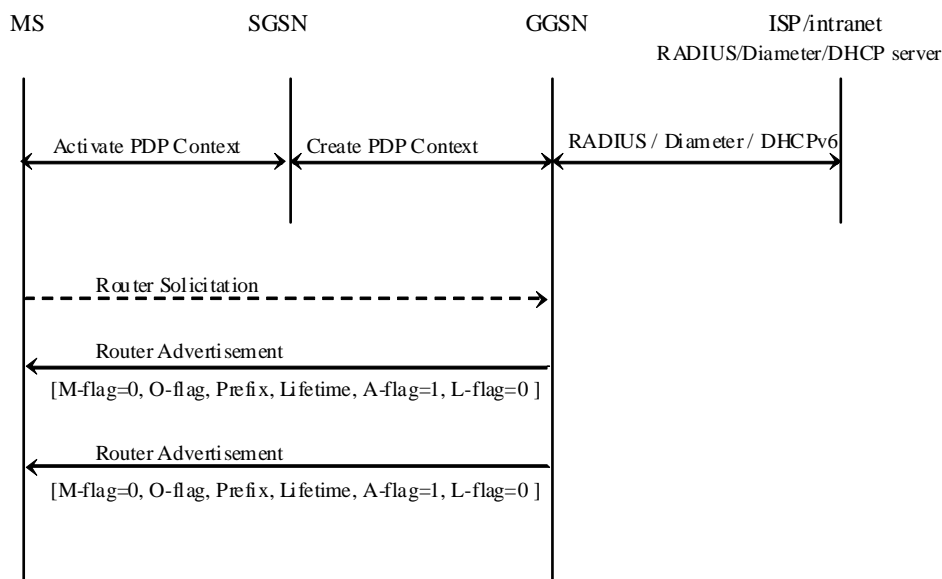 MS
SGSN
GGSN
ISP/intranet
RADIUS/Diameter/DHCP server
Activate PDP Context
Create PDP Context
RADIUS / Diameter / DHCPv6
Router Solicitation
Router Advertisement
[M-flag=0, O-flag, Prefix, Lifetime, A-flag=1, L-flag=0 ]
Router Advertisement
[M-flag=0, O-flag, Prefix, Lifetime, A-flag=1, L-flag=0 ]